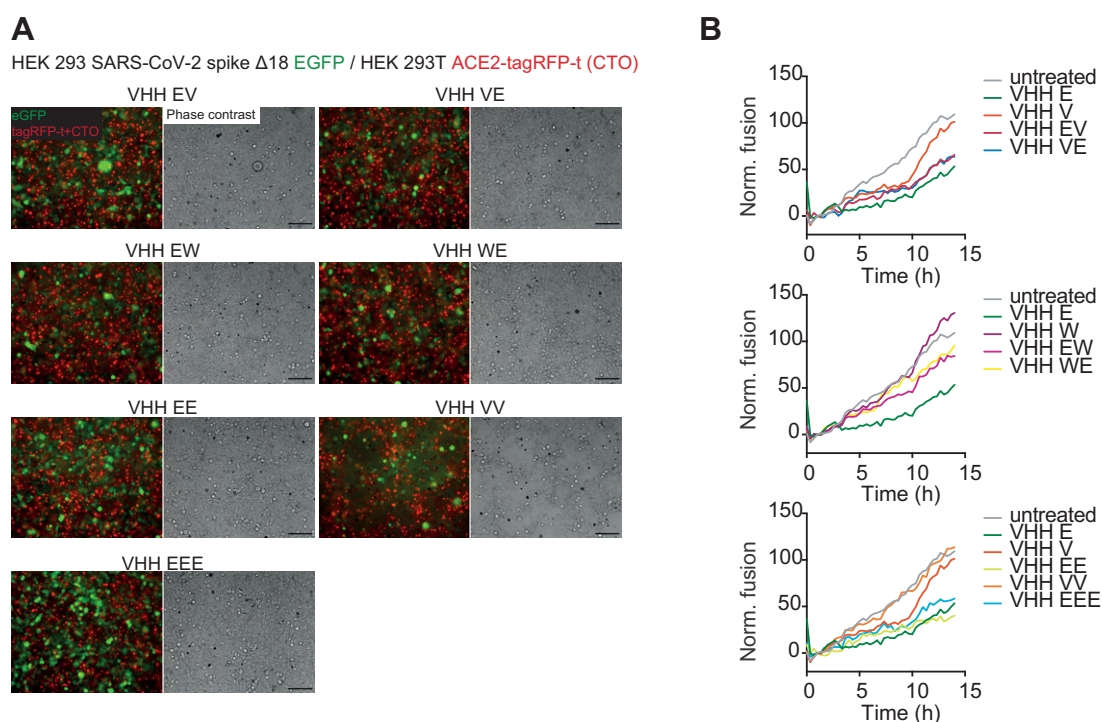 A
HEK 293 SARS-CoV-2 spike Δ18 EGFP / HEK 293T ACE2-tagRFP-t (CTO)
VHH EV
VHH VE
eGFP
tagRFP-t+CTO
Phase contrast
VHH EW
VHH WE
VHH EE
VHH VV
VHH EEE
B
150
100
50
0
Norm. fusion
0
5
10
15
Time (h)
untreated
VHH E
VHH V
VHH EV
VHH VE
150
100
50
0
Norm. fusion
0
5
10
15
Time (h)
untreated
VHH E
VHH W
VHH EW
VHH WE
150
100
50
0
Norm. fusion
0
5
10
15
Time (h)
untreated
VHH E
VHH V
VHH EE
VHH VV
VHH EEE